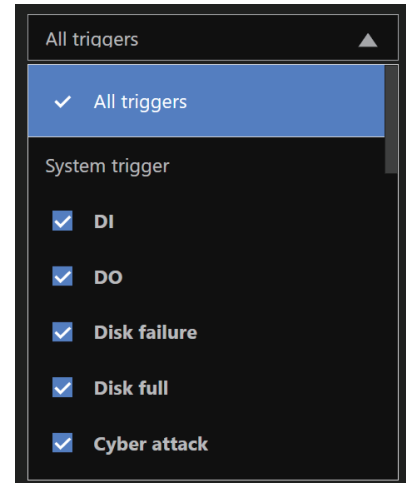 All triggers
All triggers
System trigger
DI
DO
Disk failure
Disk full
Cyber attack